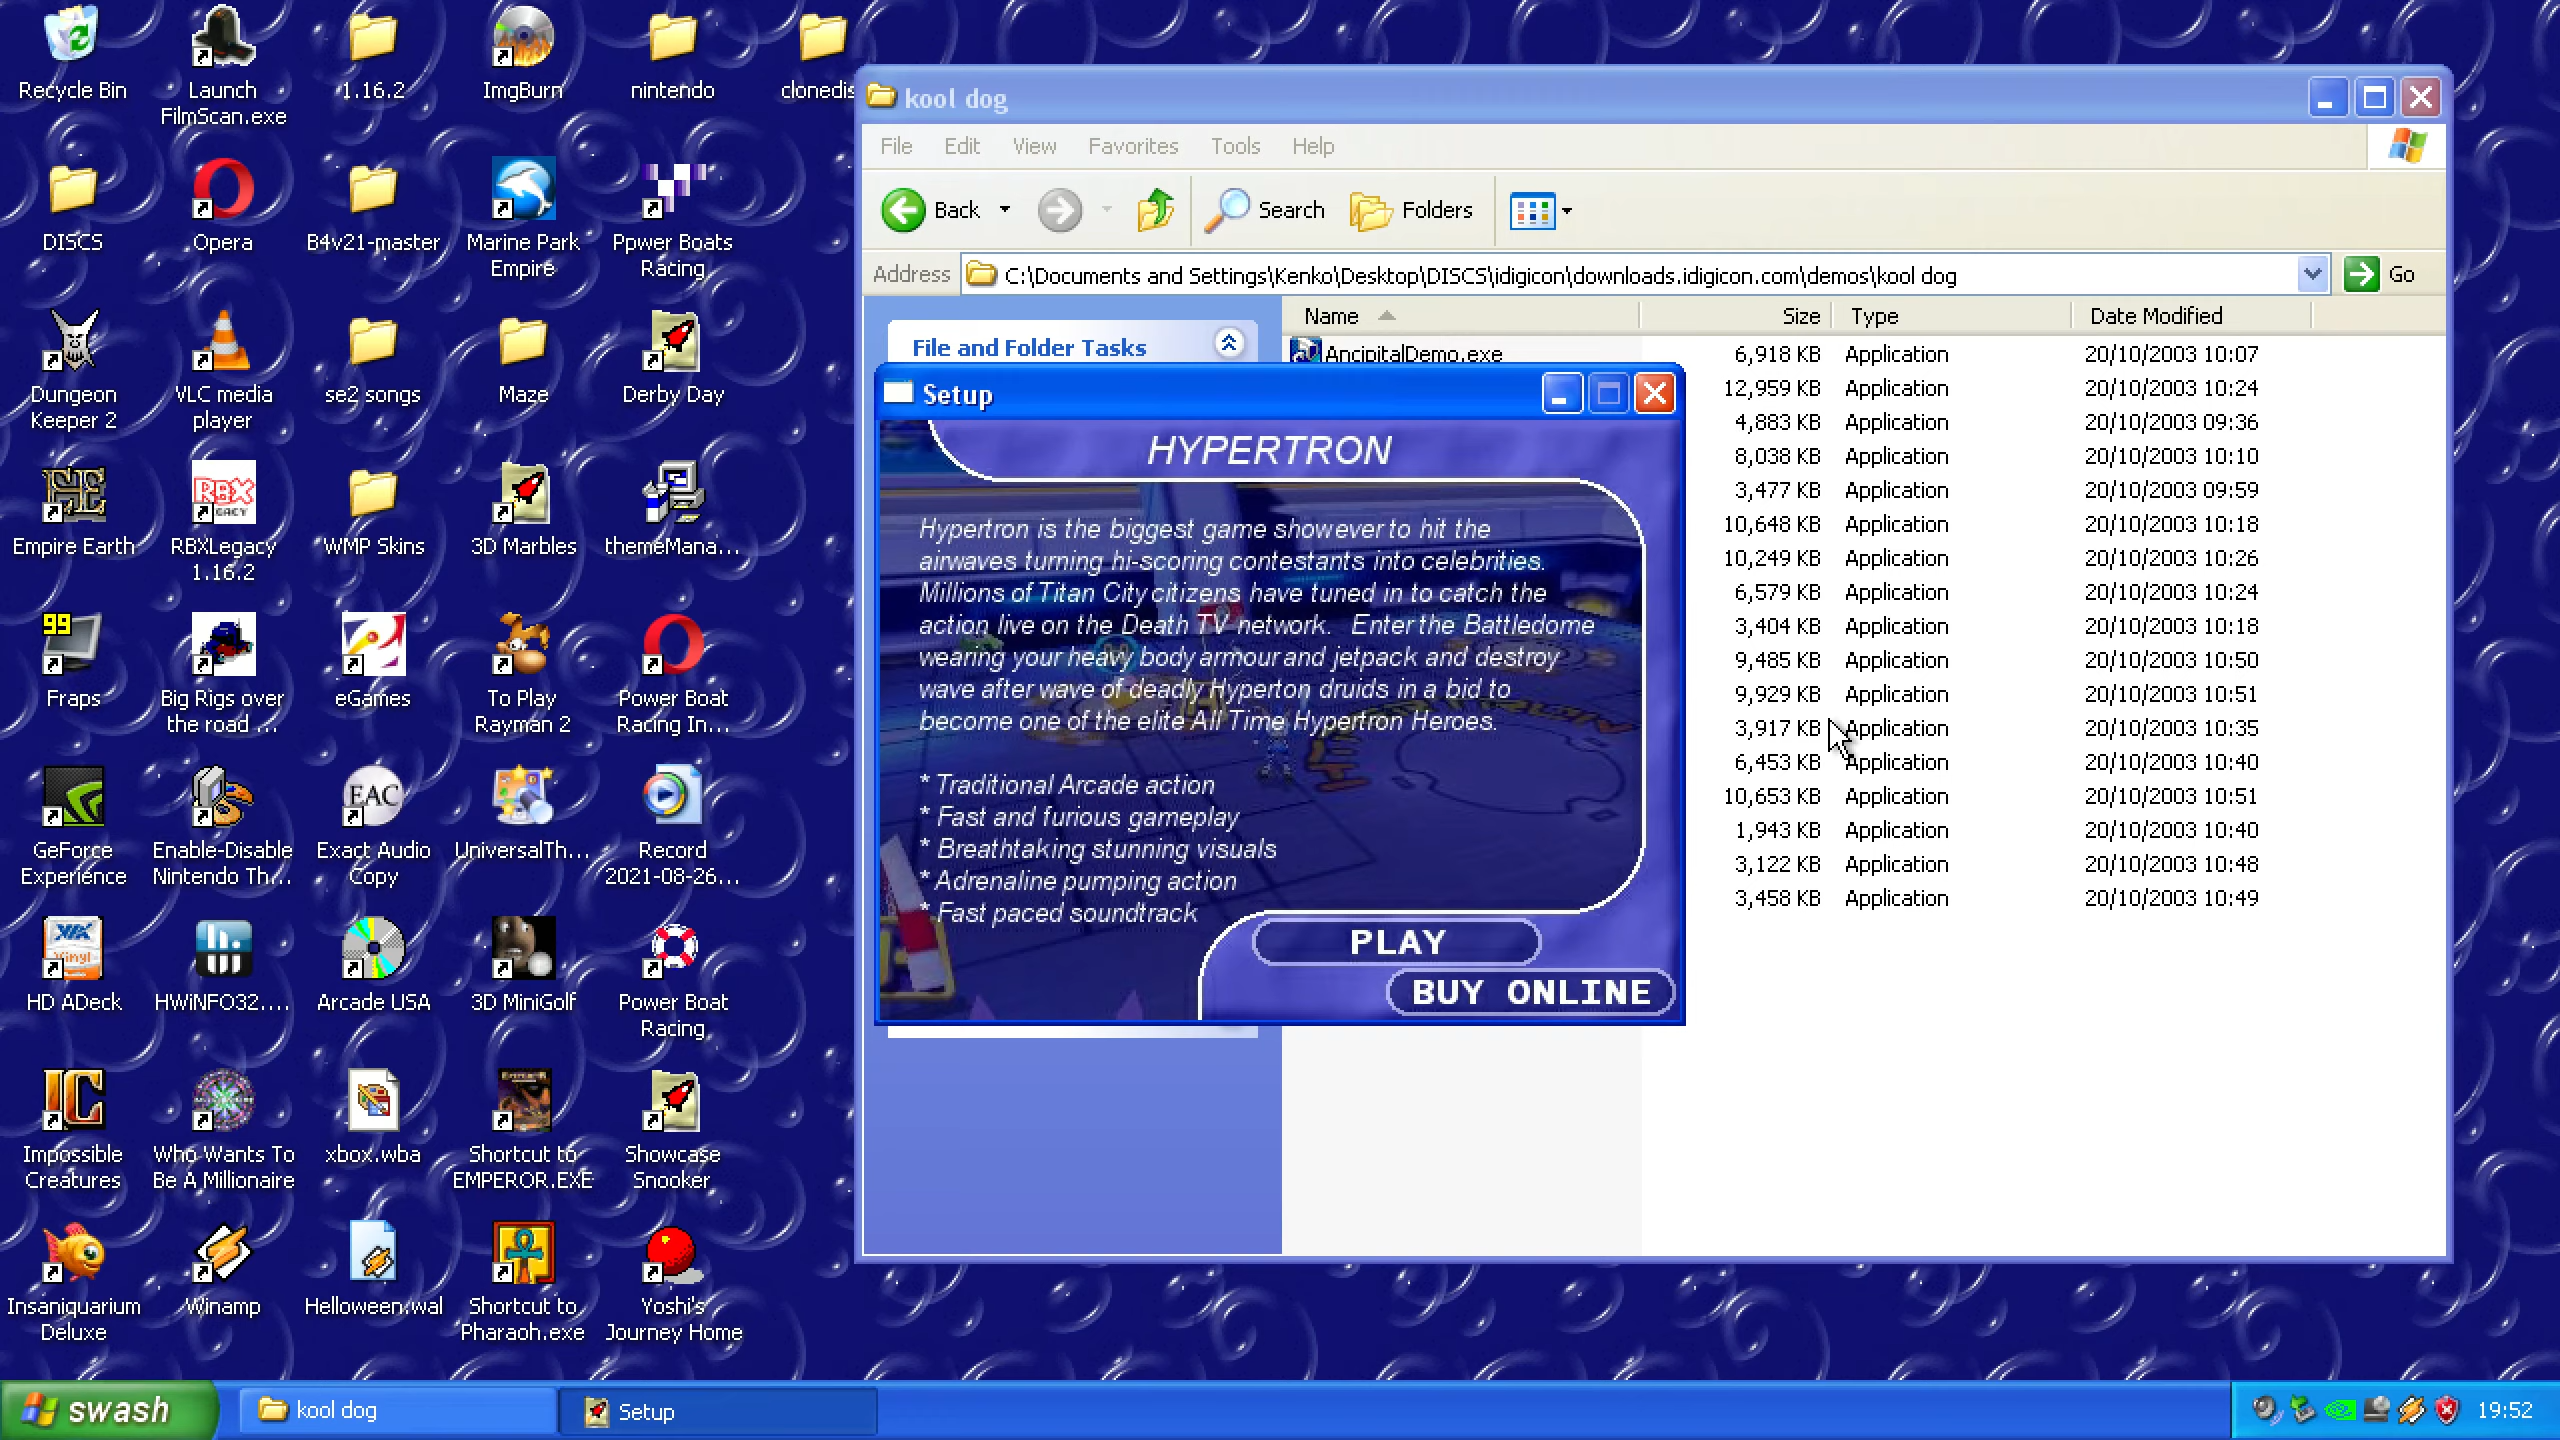 Recycle Bin
Launch
FilmScan.exe
1.16.2
ImgBurn
nintendo
clonedis
DISCS
Opera
B4v21-master
Marine Park
Empire
Ppwer Boats
Racing
Dungeon
Keeper 2
VLC media
player
se2 songs
Maze
Derby Day
Empire Earth
RBX
RBXLegacy
1.16.2
WMP Skins
3D Marbles
themeMana...
99
Fraps
Big Rigs over
the road ...
eGames
To Play
Rayman 2
Power Boat
Racing In...
GeForce
Experience
Enable-Disable
Nintendo Th...
EAC
Exact Audio
Copy
UniversalTh...
Record
2021-08-26...
HD ADeck
HWiNFO32....
Arcade USA
3D MiniGolf
Power Boat
Racing
Impossible
Creatures
Who Wants To
Be A Millionaire
xbox.wba
Shortcut to
EMPEROR.EXE
Showcase
Snooker
Insaniquarium
Deluxe
Winamp
Helloween.wal
Shortcut to
Pharaoh.exe
Yoshi's
Journey Home
kool dog
File Edit View Favorites Tools Help
Back Search Folders
Address C:\Documents and Settings\Kenko\Desktop\DISCS\idigicon\downloads.idigicon.com\demos\kool dog Go
File and Folder Tasks
Name Size Type Date Modified
AncipitalDemo.exe 6,918 KB Application 20/10/2003 10:07
12,959 KB Application 20/10/2003 10:24
4,883 KB Application 20/10/2003 09:36
8,038 KB Application 20/10/2003 10:10
3,477 KB Application 20/10/2003 09:59
10,648 KB Application 20/10/2003 10:18
10,249 KB Application 20/10/2003 10:26
6,579 KB Application 20/10/2003 10:24
3,404 KB Application 20/10/2003 10:18
9,485 KB Application 20/10/2003 10:50
9,929 KB Application 20/10/2003 10:51
3,917 KB Application 20/10/2003 10:35
6,453 KB Application 20/10/2003 10:40
10,653 KB Application 20/10/2003 10:51
1,943 KB Application 20/10/2003 10:40
3,122 KB Application 20/10/2003 10:48
3,458 KB Application 20/10/2003 10:49
Setup
HYPERTRON
Hypertron is the biggest game show ever to hit the
airwaves turning hi-scoring contestants into celebrities.
Millions of Titan City citizens have tuned in to catch the
action live on the Death TV network. Enter the Battledome
wearing your heavy body armour and jetpack and destroy
wave after wave of deadly Hyperton druids in a bid to
become one of the elite All Time Hypertron Heroes.
* Traditional Arcade action
* Fast and furious gameplay
* Breathtaking stunning visuals
* Adrenaline pumping action
* Fast paced soundtrack
PLAY
BUY ONLINE
swash
kool dog
Setup
19:52